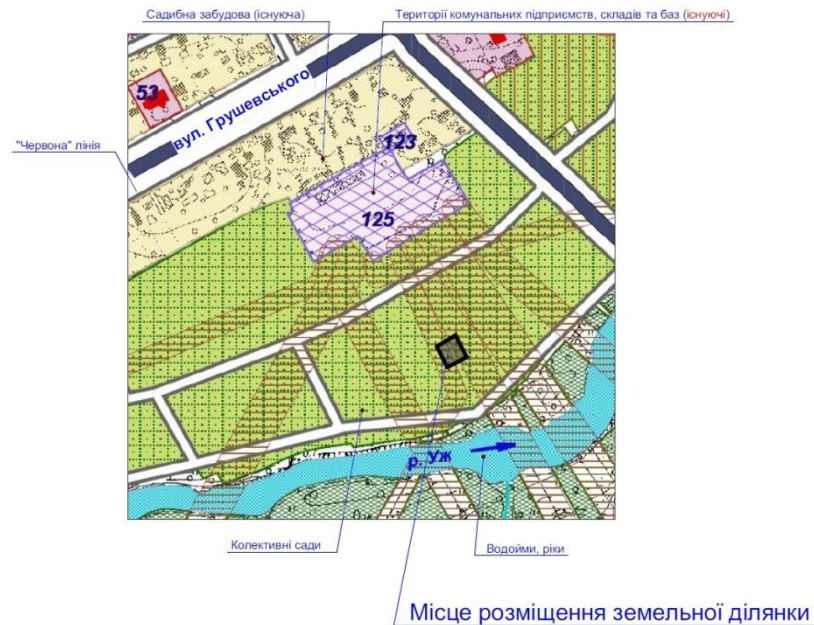 Садибна забудова (існуюча)
Території комунальних підприємств, складів та баз (існуючі)
53
вул. Грушевського
123
"Червона" лінія
125
р. Уж
Колективні сади
Водойми, ріки
Місце розміщення земельної ділянки